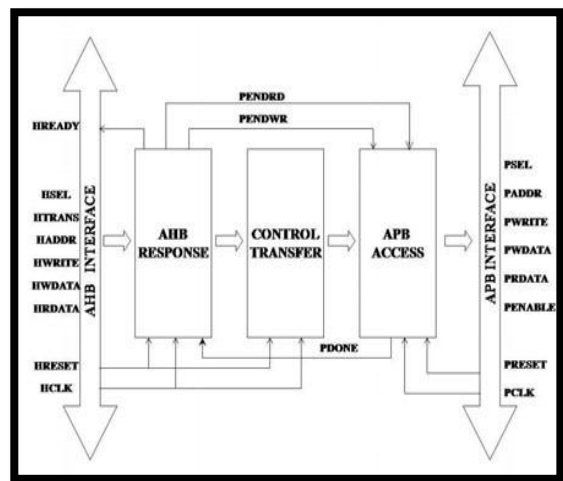 PENDRD
PENDWR
HREADY
HSEL
HTRANS
HADDR
HWRITE
HWDATA
HRDATA
HRESET
HCLK
AHB INTERFACE
AHB
RESPONSE
CONTROL
TRANSFER
APB
ACCESS
PDONE
APB INTERFACE
PSEL
PADDR
PWRITE
PWDATA
PRDATA
PENABLE
PRESET
PCLK